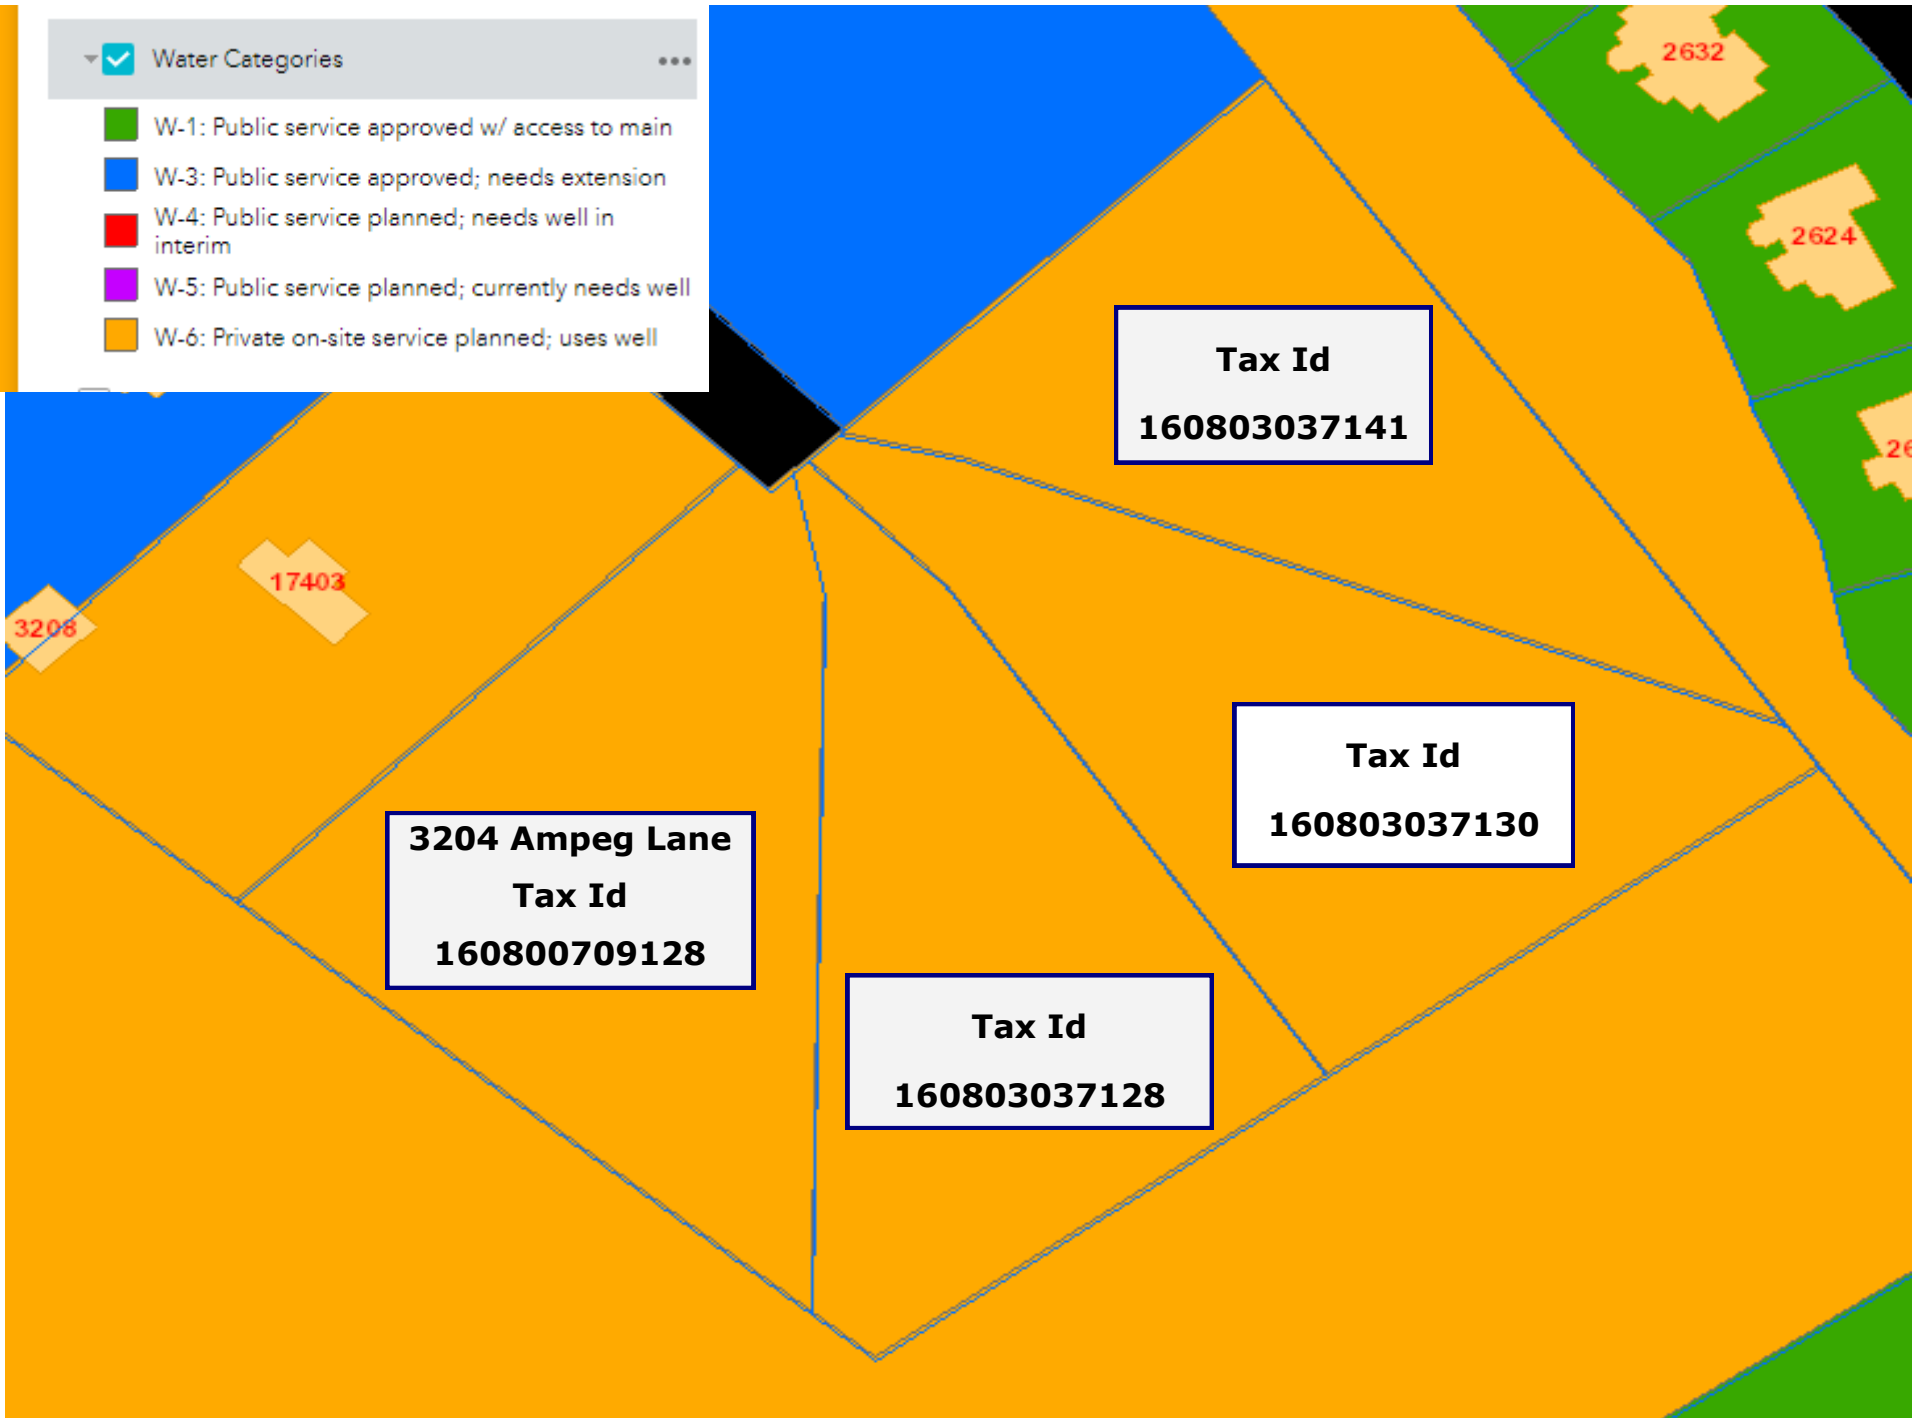 Water Categories
W-1: Public service approved w/ access to main
W-3: Public service approved; needs extension
W-4: Public service planned; needs well in
interim
W-5: Public service planned; currently needs well
W-6: Private on-site service planned; uses well
2632
2624
Tax Id
160803037141
17403
3208
Tax Id
160803037130
3204 Ampeg Lane
Tax Id
160800709128
Tax Id
160803037128